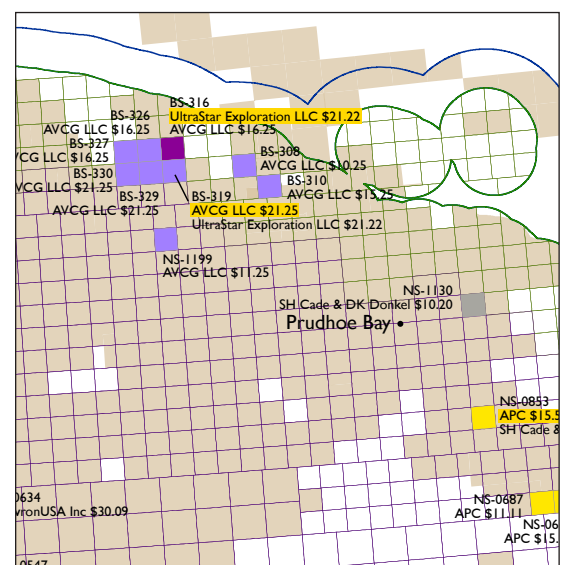 BS-316
BS-326
UltraStar Exploration LLC $21.22
AVCG LLC $16.25
AVCG LLC $16.25
BS-327
VCG LLC $16.25
BS-308
AVCG LLC $10.25
BS-330
VCG LLC $21.25
BS-310
AVCG LLC $15.25
BS-329
AVCG LLC $21.25
BS-319
AVCG LLC $21.25
UltraStar Exploration LLC $21.22
NS-1199
AVCG LLC $11.25
NS-1130
SH Cade & DK Donkel $10.20
Prudhoe Bay
NS-0853
APC $15.5
SH Cade &
0634
vronUSA Inc $30.09
NS-0687
APC $11.11
NS-06
APC $15.
0547